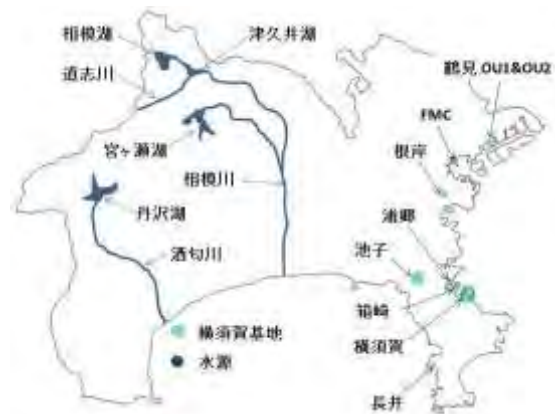 相模湖
津久井湖
道志川
鶴見 OU1&OU2
FMC
宮ヶ瀬湖
根岸
相模川
丹沢湖
浦郷
池子
酒匂川
箱崎
横須賀基地
横須賀
水源
長井